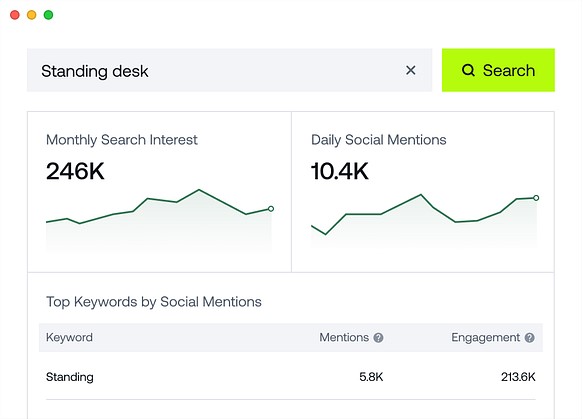 Standing desk
Search
Monthly Search Interest
246K
Daily Social Mentions
10.4K
Top Keywords by Social Mentions
Keyword Mentions ? Engagement ?
Standing 5.8K 213.6K